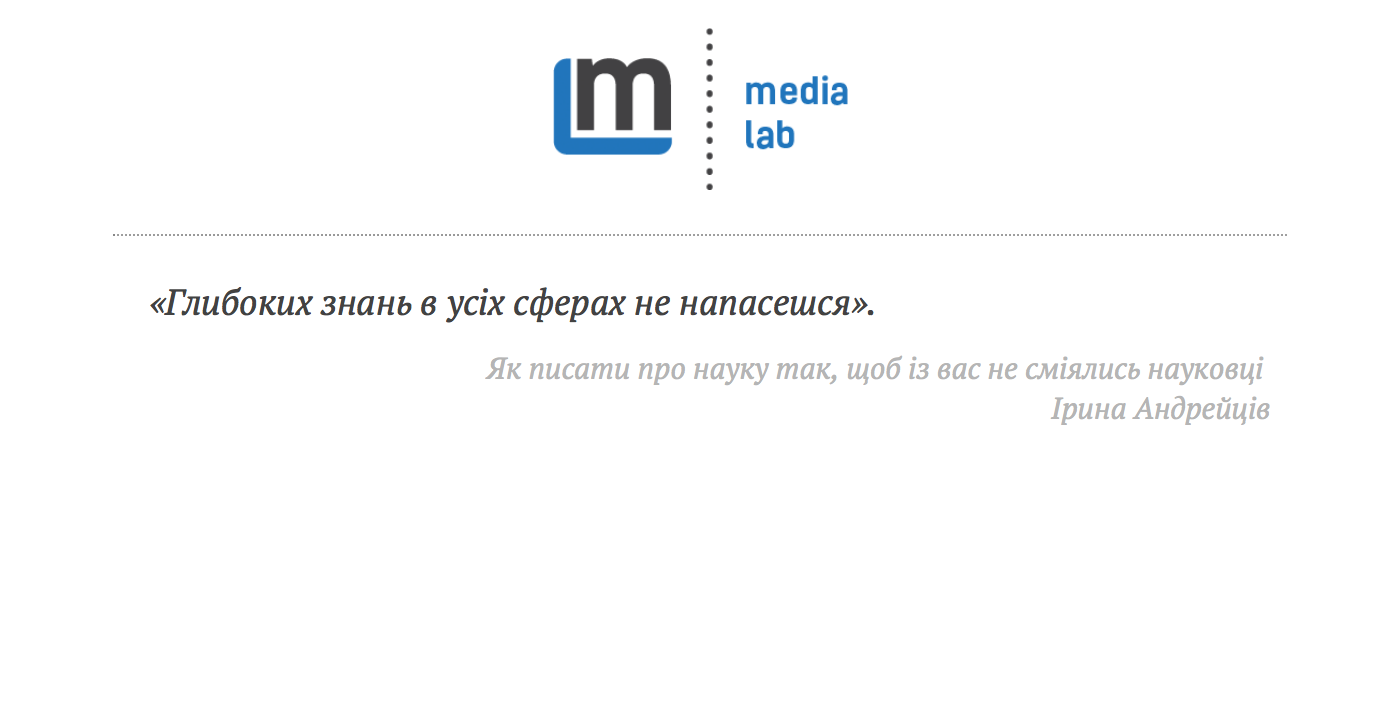 m
media
lab
«Глибоких знань в усіх сферах не напасешся».
Як писати про науку так, щоб із вас не сміялись науковці
Ірина Андрейців